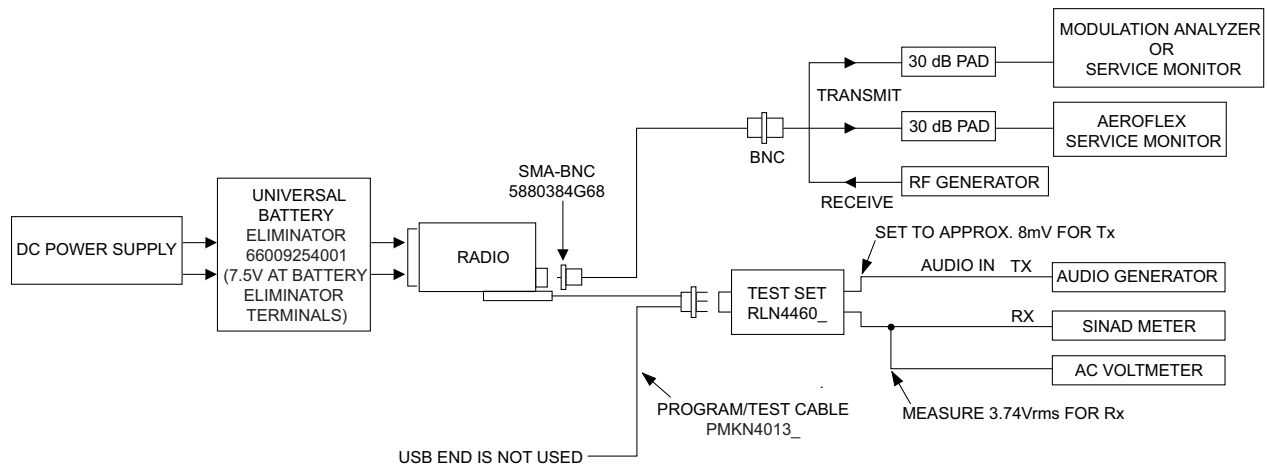 MODULATION ANALYZER
OR
SERVICE MONITOR
30 dB PAD
TRANSMIT
30 dB PAD
AEROFLEX
SERVICE MONITOR
BNC
SMA-BNC
5880384G68
RF GENERATOR
RECEIVE
UNIVERSAL
BATTERY
ELIMINATOR
66009254001
(7.5V AT BATTERY
ELIMINATOR
TERMINALS)
DC POWER SUPPLY
RADIO
SET TO APPROX. 8mV FOR Tx
TEST SET
RLN4460_
AUDIO IN TX
AUDIO GENERATOR
RX
SINAD METER
AC VOLTMETER
PROGRAM/TEST CABLE
PMKN4013_
MEASURE 3.74Vrms FOR Rx
USB END IS NOT USED